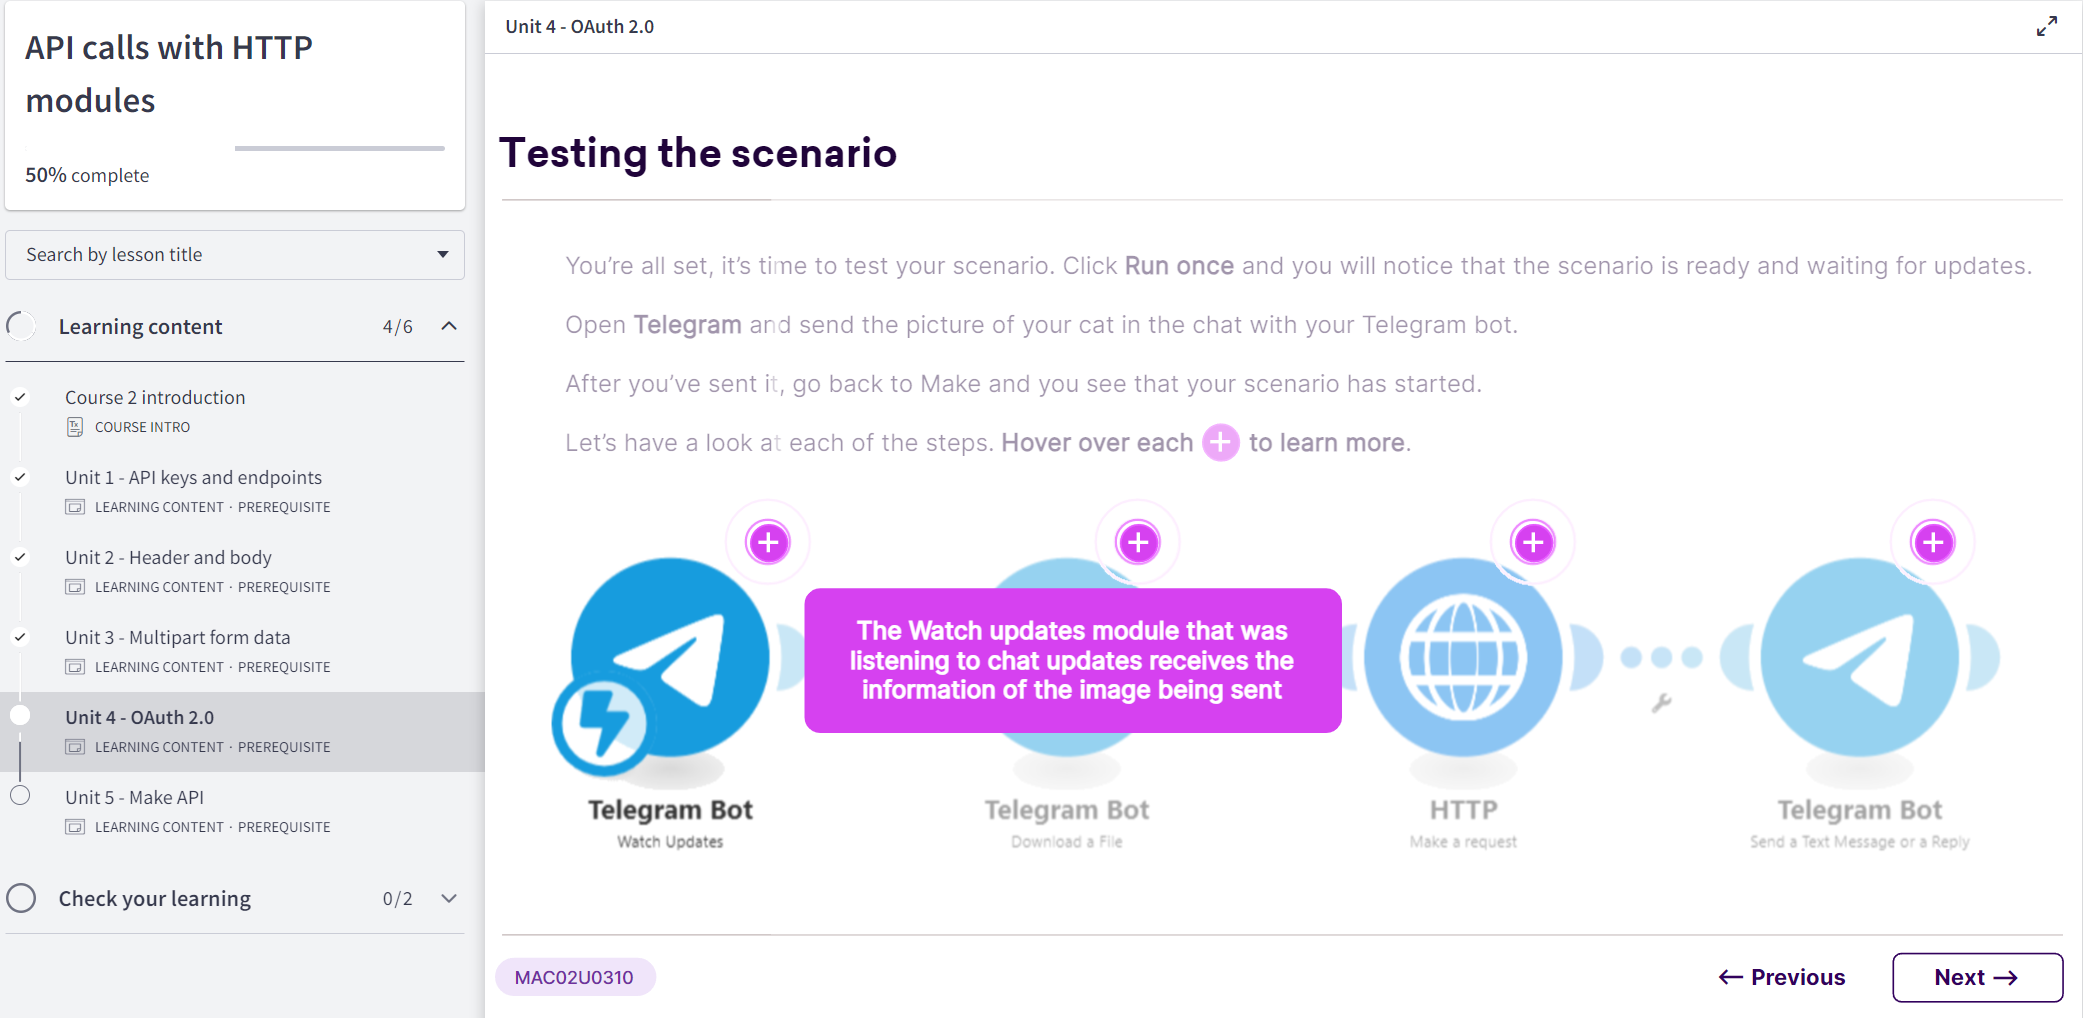 API calls with HTTP
modules
50% complete
Search by lesson title
Learning content 4/6
Course 2 introduction
COURSE INTRO
Unit 1 - API keys and endpoints
LEARNING CONTENT · PREREQUISITE
Unit 2 - Header and body
LEARNING CONTENT · PREREQUISITE
Unit 3 - Multipart form data
LEARNING CONTENT · PREREQUISITE
Unit 4 - OAuth 2.0
LEARNING CONTENT · PREREQUISITE
Unit 5 - Make API
LEARNING CONTENT · PREREQUISITE
Check your learning 0/2
Unit 4 - OAuth 2.0
Testing the scenario
You’re all set, it’s time to test your scenario. Click Run once and you will notice that the scenario is ready and waiting for updates.
Open Telegram and send the picture of your cat in the chat with your Telegram bot.
After you’ve sent it, go back to Make and you see that your scenario has started.
Let’s have a look at each of the steps. Hover over each + to learn more.
The Watch updates module that was
listening to chat updates receives the
information of the image being sent
Telegram Bot
Watch Updates
Telegram Bot
Download a File
HTTP
Make a request
Telegram Bot
Send a Text Message or a Reply
MAC02U0310
← Previous
Next →